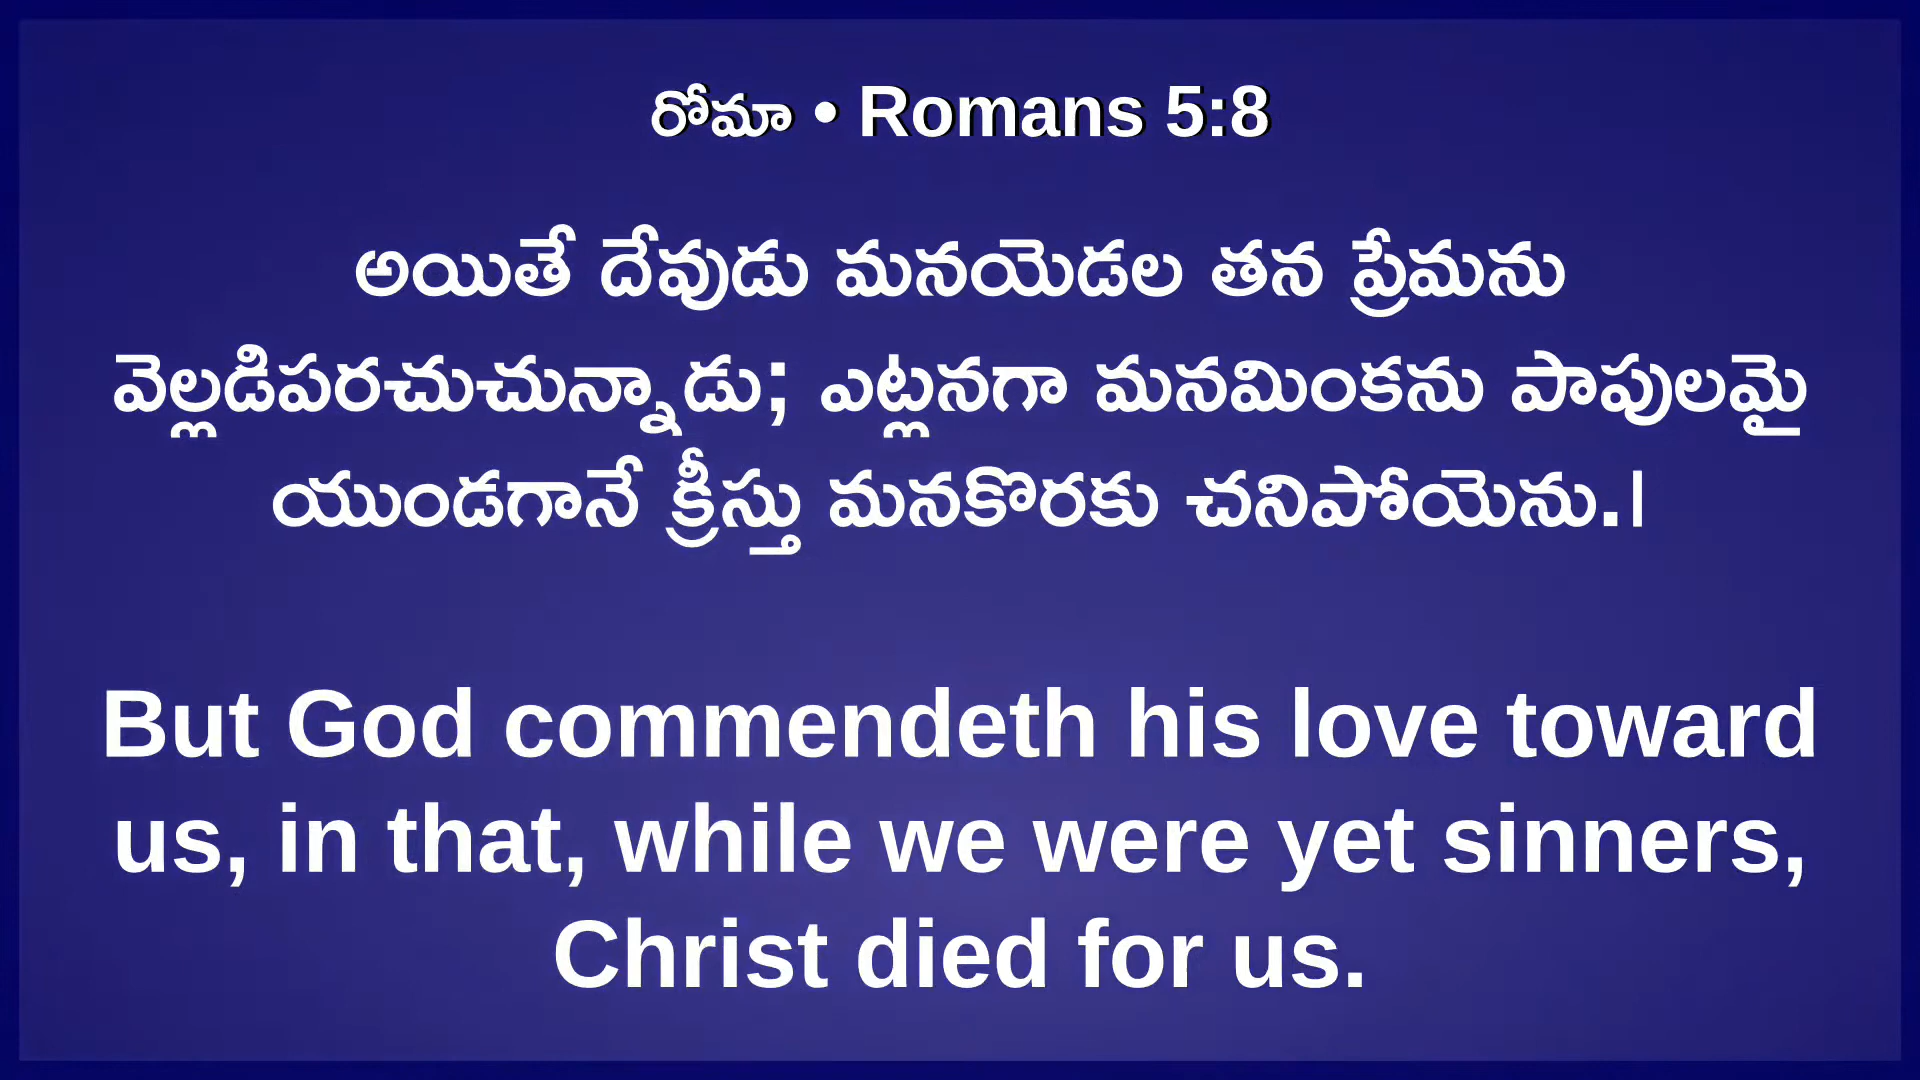 రోమా • Romans 5:8
అయితే దేవుడు మనయెడల తన ప్రేమను
వెల్లడిపరచుచున్నాడు; ఎట్లనగా మనమింకను పాపులమై
యుండగానే క్రీస్తు మనకొరకు చనిపోయెను.।
But God commendeth his love toward
us, in that, while we were yet sinners,
Christ died for us.